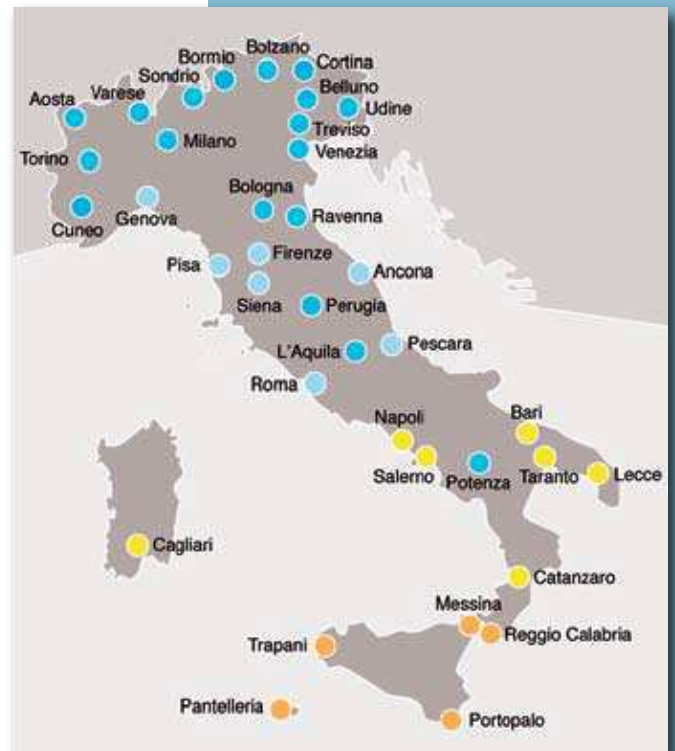 Bolzano
Cortina
Bormio
Sondrio
Belluno
Varese
Aosta
Udine
Treviso
Milano
Venezia
Torino
Bologna
Genova
Ravenna
Cuneo
Firenze
Pisa
Ancona
Siena
Perugia
Pescara
L'Aquila
Roma
Napoli
Bari
Salerno
Potenza
Taranto
Lecce
Cagliari
Catanzaro
Messina
Reggio Calabria
Trapani
Pantelleria
Portopalo